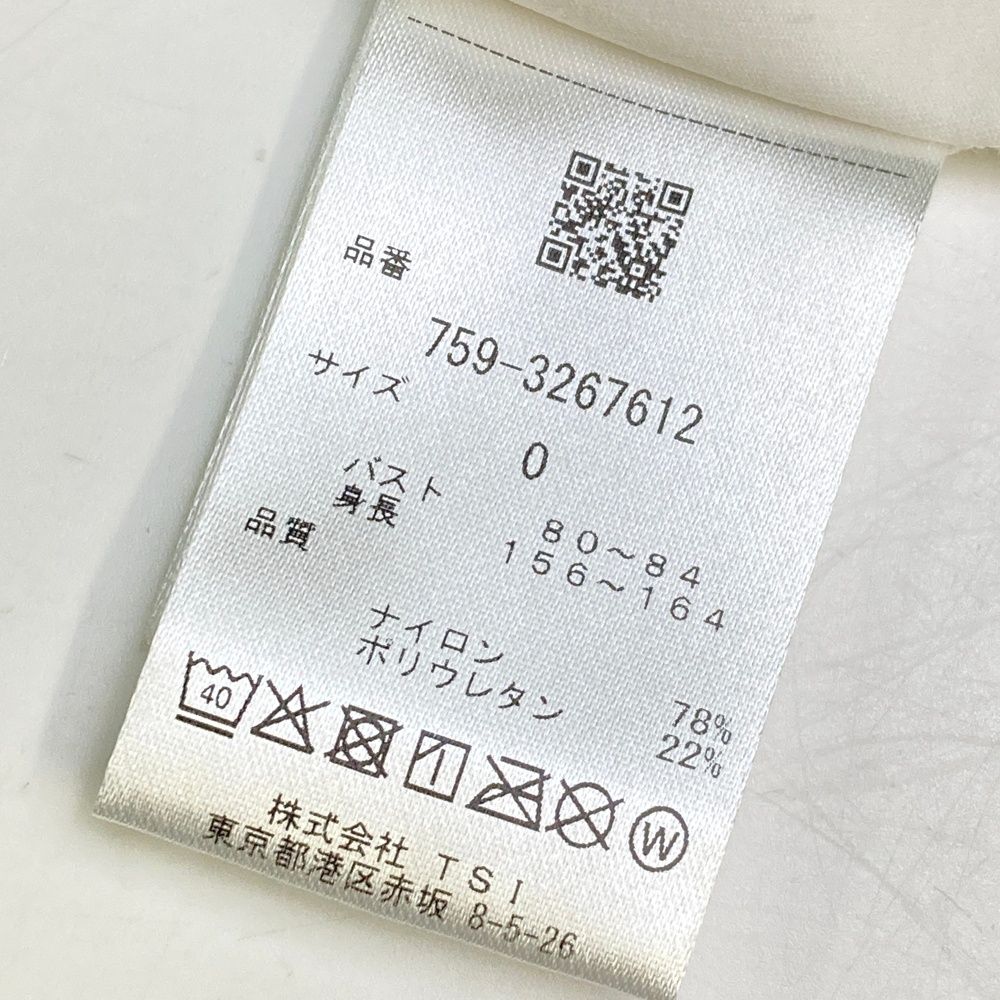 品番
759-3267612
サイズ
0
バスト 80~84
身長 156~164
品質
ナイロン 78%
ポリウレタン 22%
40
W
株式会社 TSI
東京都港区赤坂 8-5-26